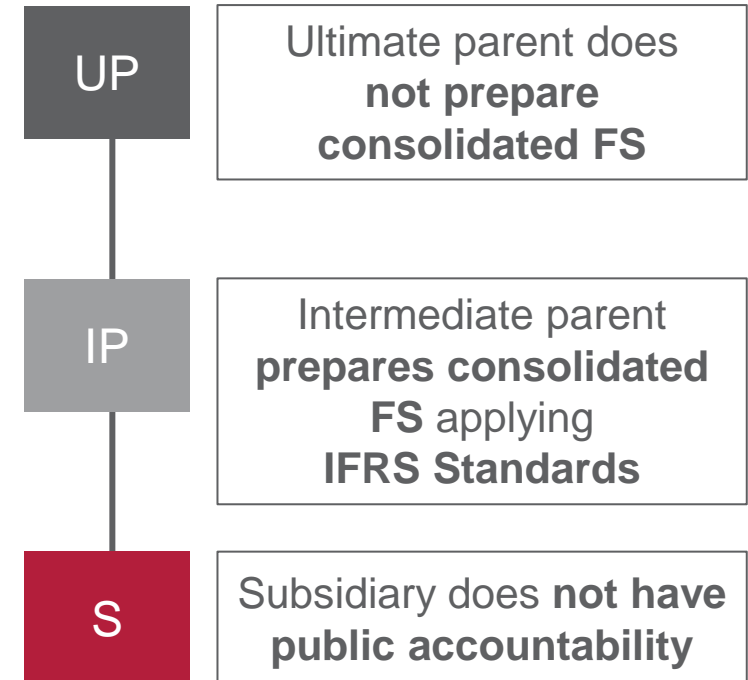 UP
Ultimate parent does
not prepare
consolidated FS
IP
Intermediate parent
prepares consolidated
FS applying
IFRS Standards
S
Subsidiary does not have
public accountability